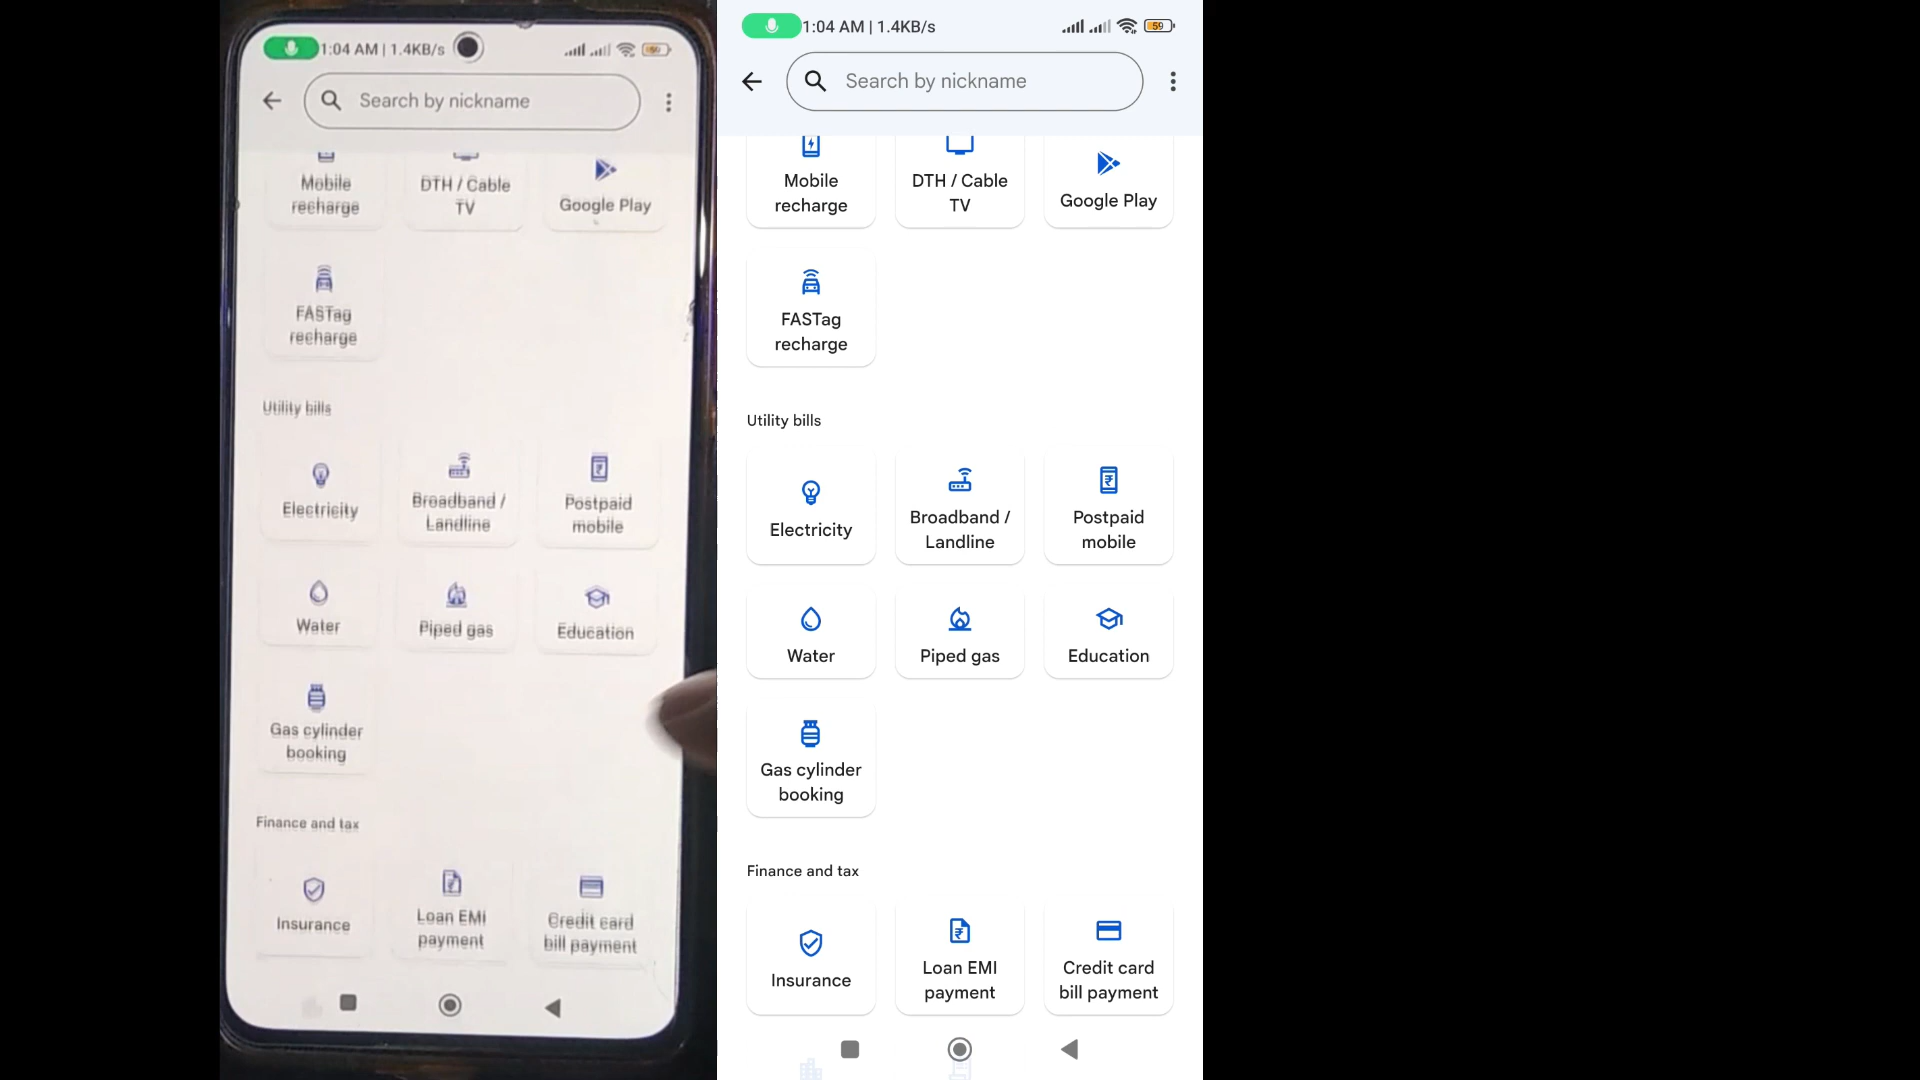 1:04 AM | 1.4KB/s
Search by nickname
Mobile
recharge
DTH / Cable
TV
Google Play
FASTag
recharge
Utility bills
Electricity
Broadband /
Landline
Postpaid
mobile
Water
Piped gas
Education
Gas cylinder
booking
Finance and tax
Insurance
Loan EMI
payment
Credit card
bill payment
1:04 AM | 1.4KB/s
59
Search by nickname
Mobile
recharge
DTH / Cable
TV
Google Play
FASTag
recharge
Utility bills
Electricity
Broadband /
Landline
Postpaid
mobile
Water
Piped gas
Education
Gas cylinder
booking
Finance and tax
Insurance
Loan EMI
payment
Credit card
bill payment